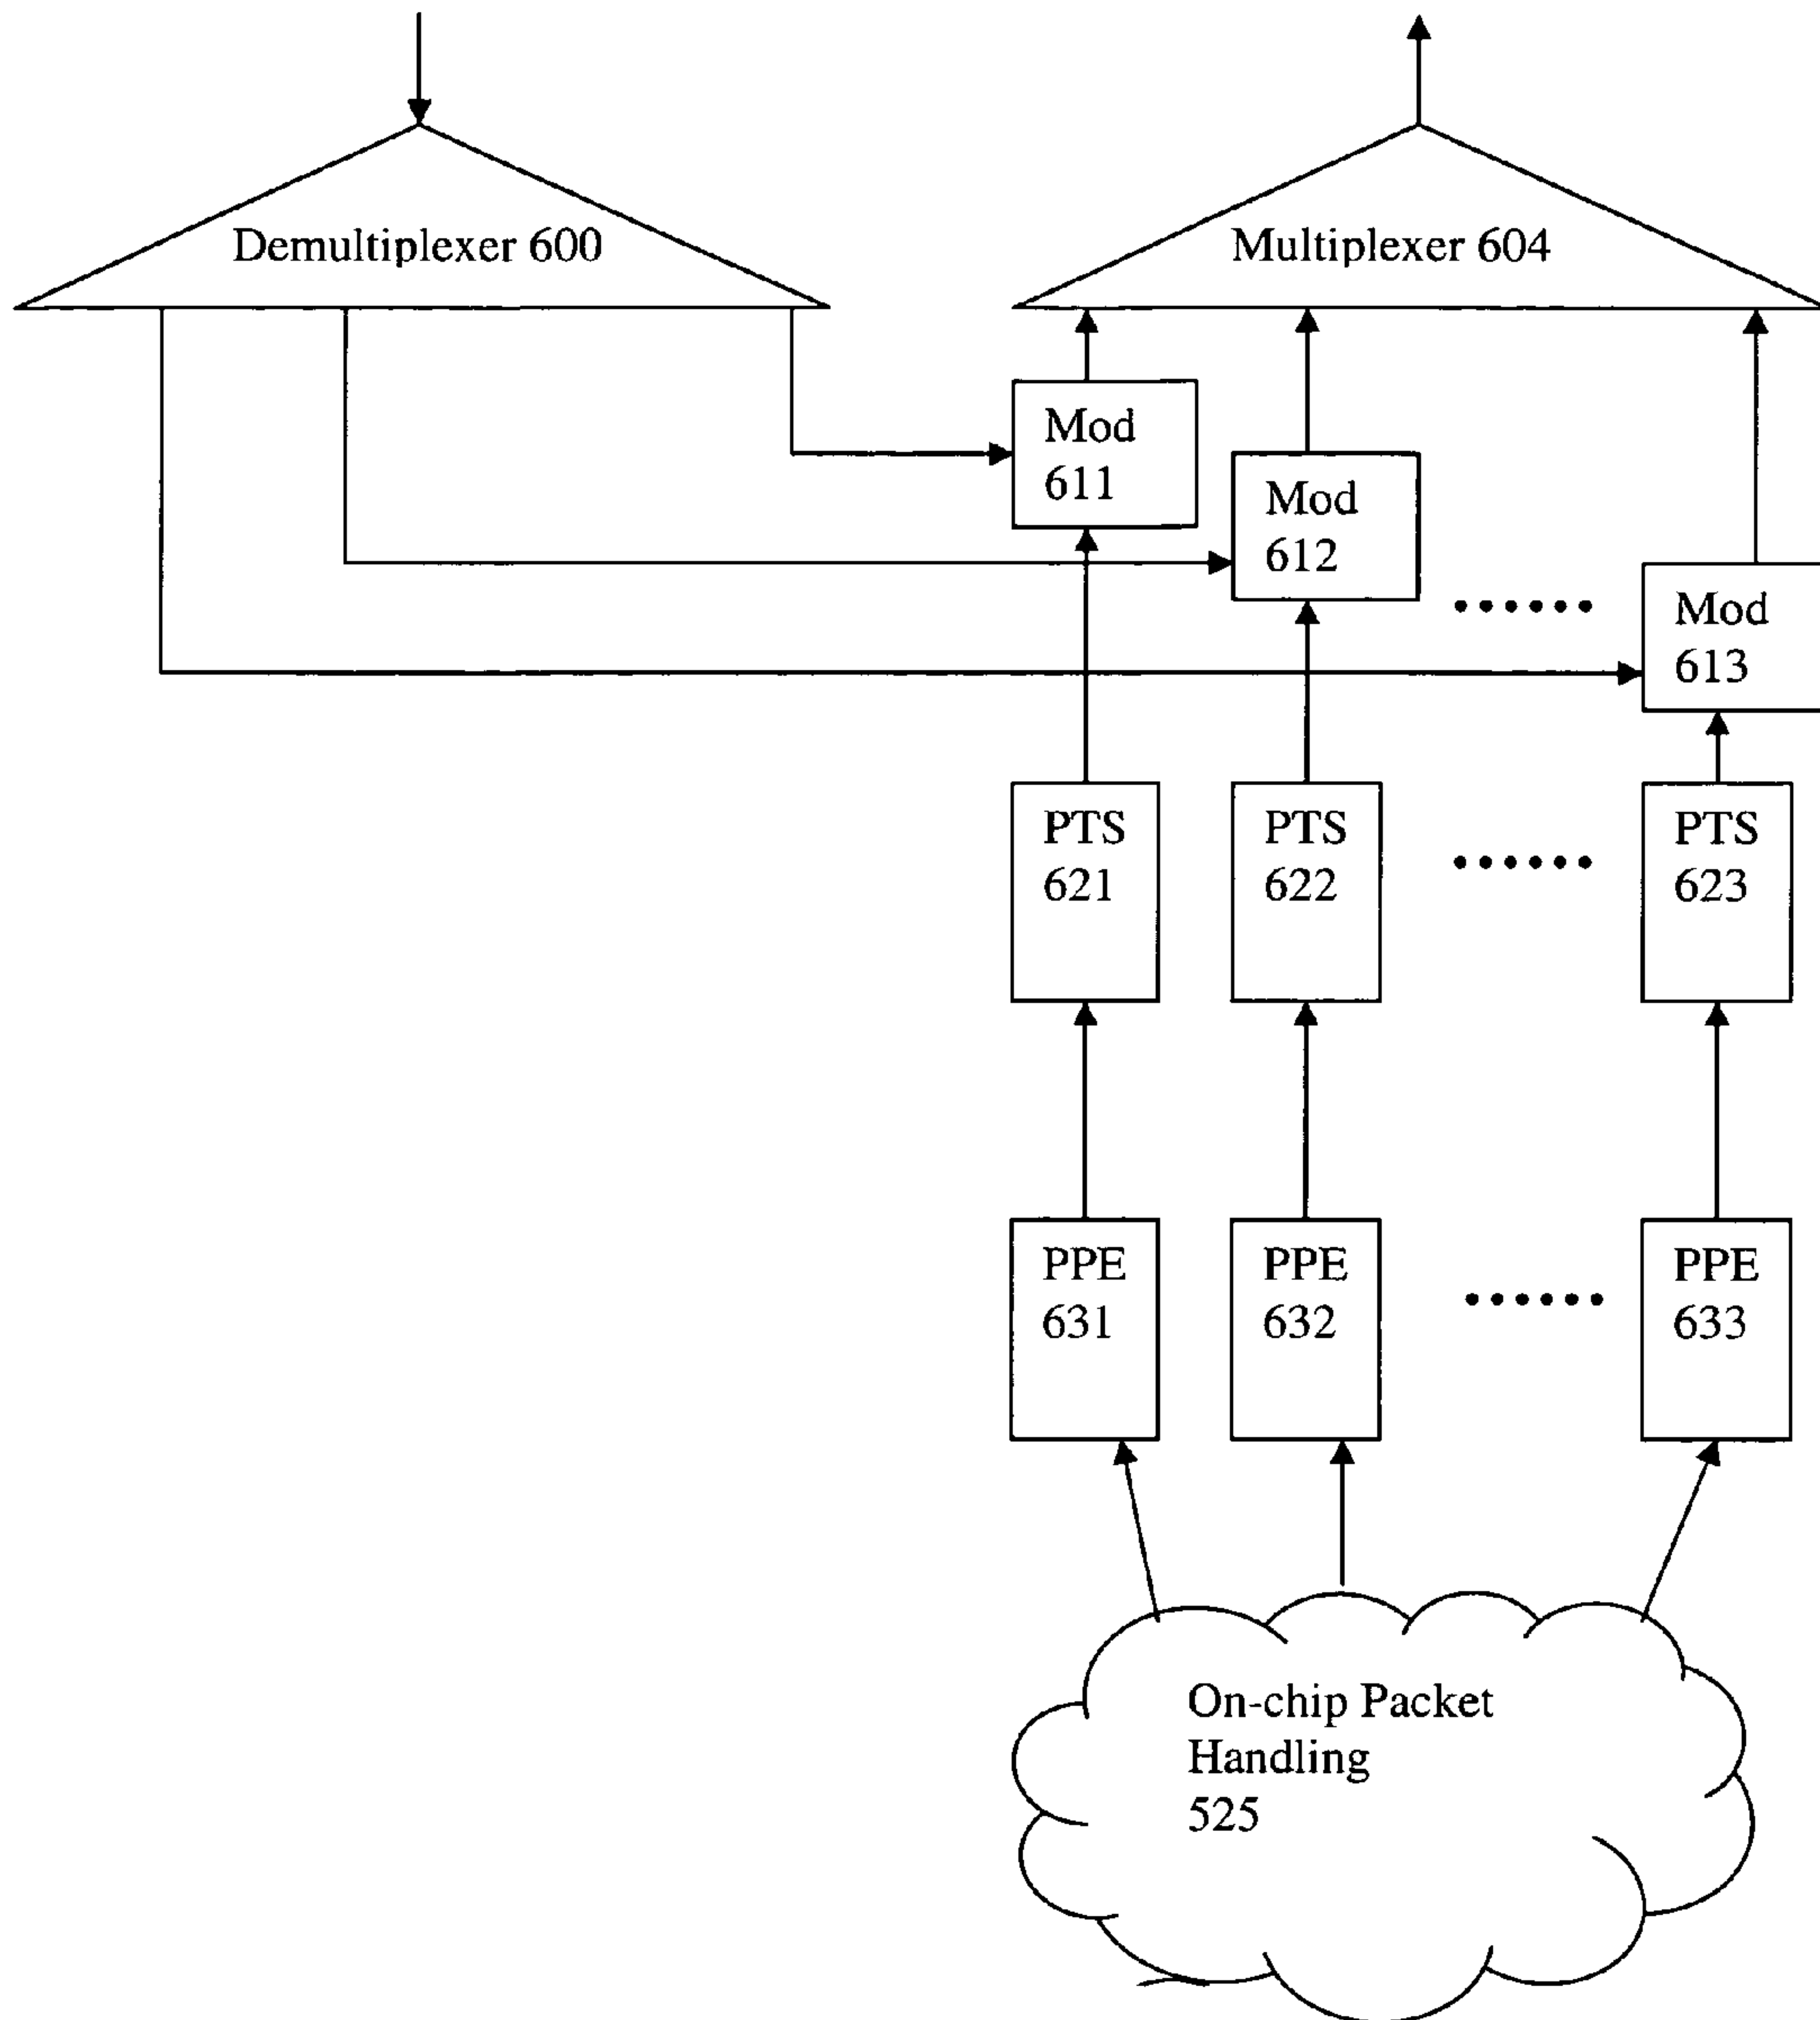 Demultiplexer 600
Multiplexer 604
Mod
611
Mod
612
Mod
613
PTS
621
PTS
622
PTS
623
PPE
631
PPE
632
PPE
633
On-chip Packet
Handling
525